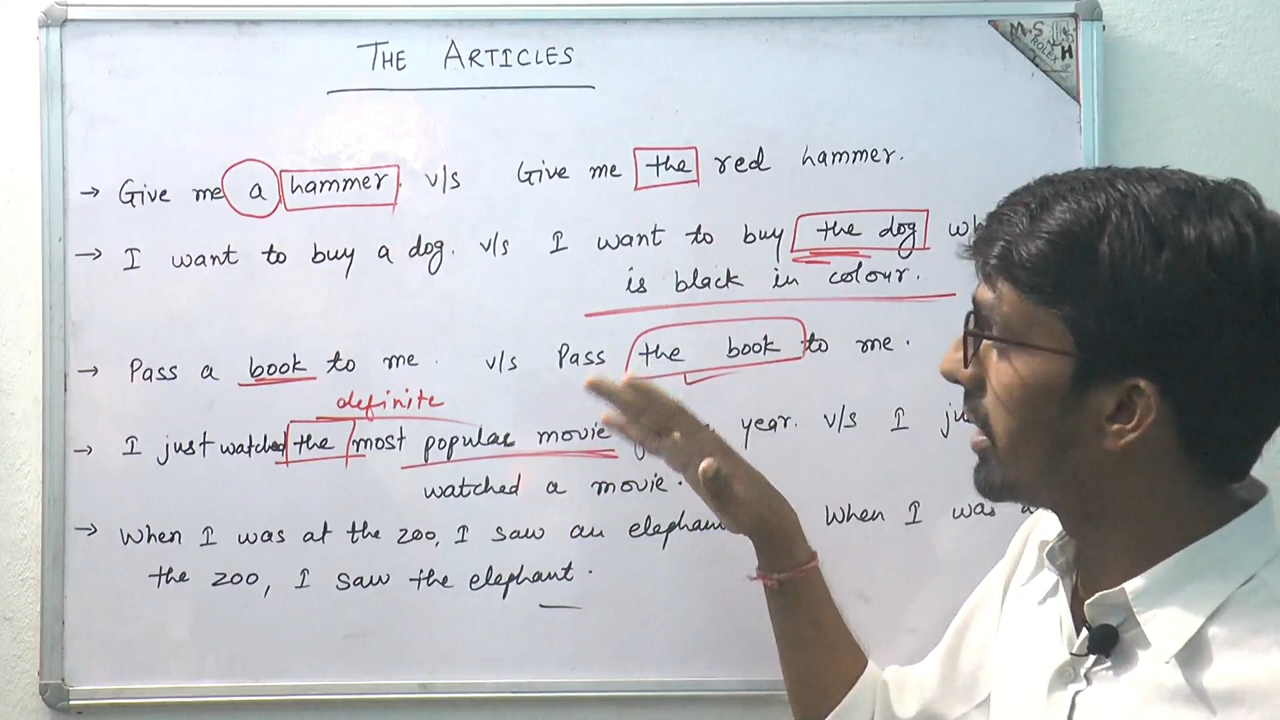 THE ARTICLES
M.S
ROLEX
H
→ Give me a hammer. v/s Give me the red hammer.
→ I want to buy a dog. v/s I want to buy the dog
is black in colour.
→ Pass a book to me. v/s Pass the book to me.
definite
→ I just watched the most popular movie year. v/s I
watched a movie.
→ When I was at the zoo, I saw an When I was
the zoo, I saw the elephant.